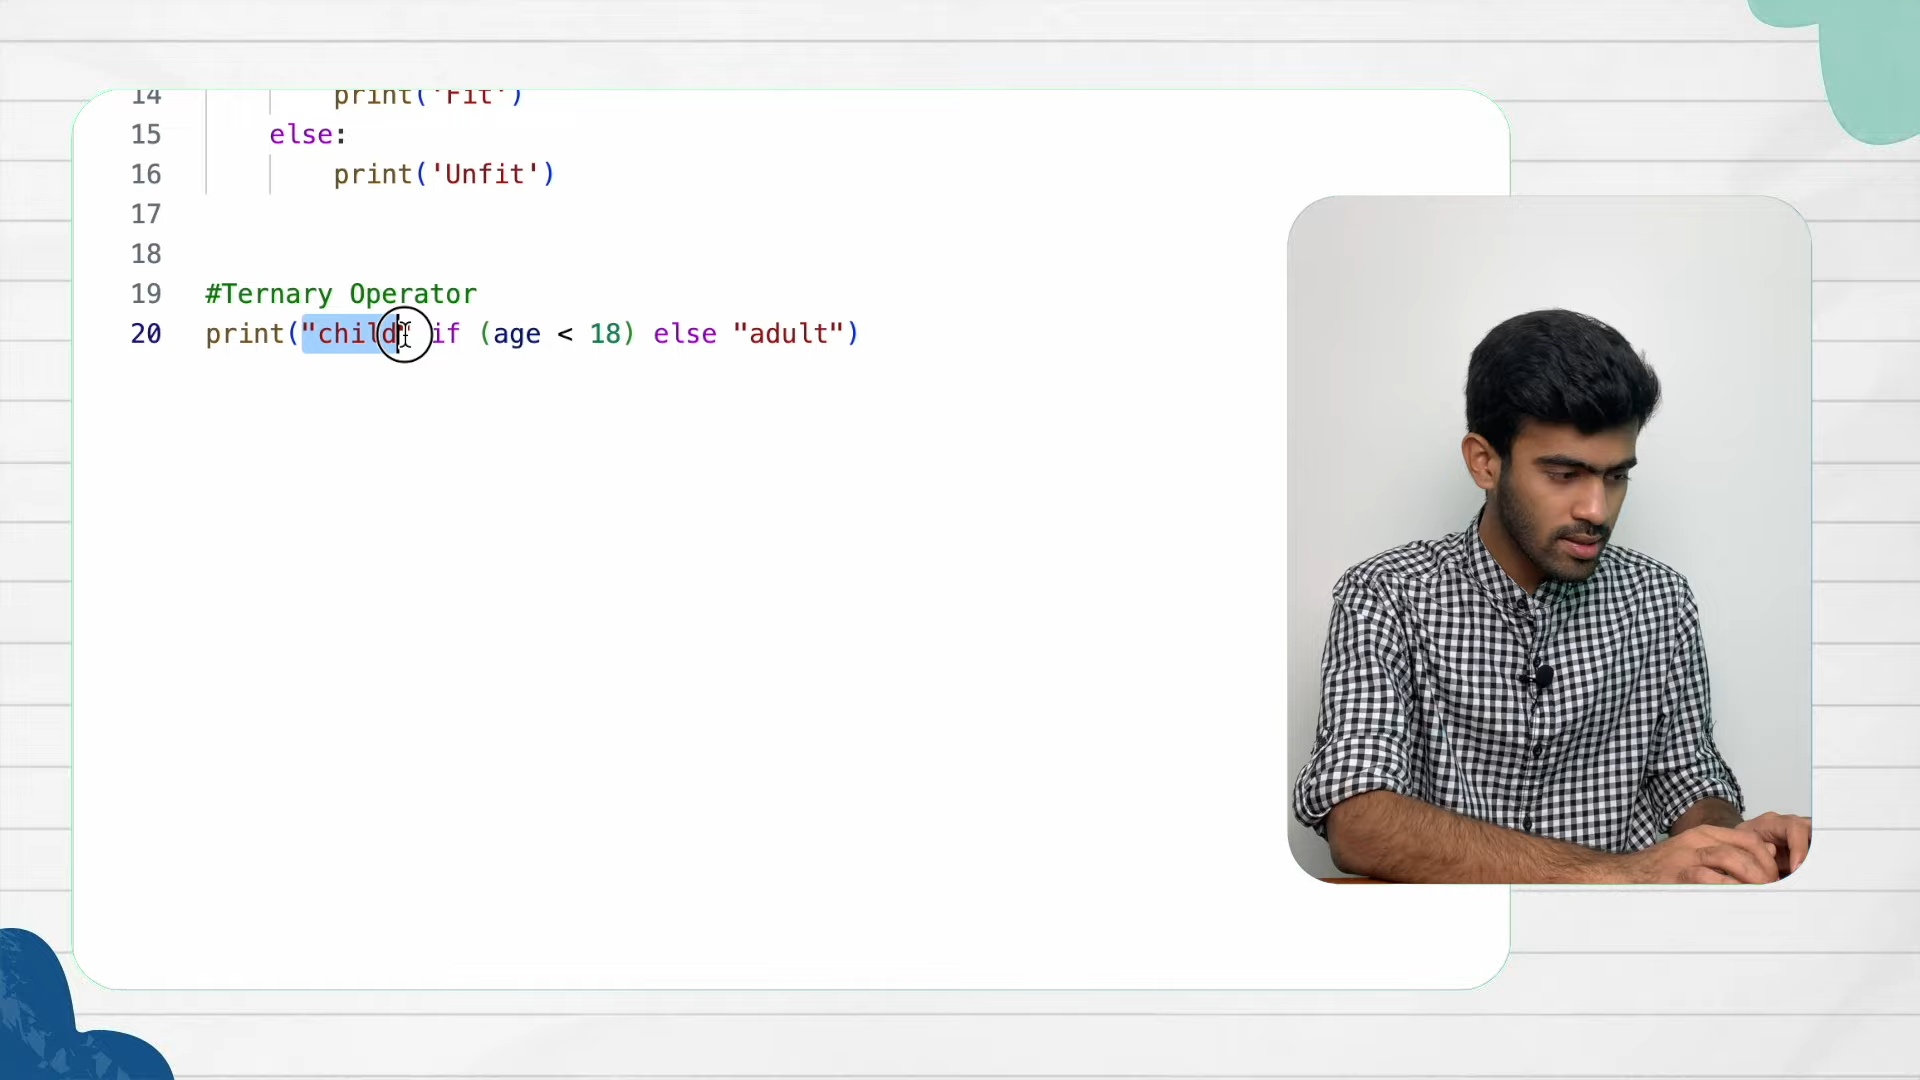 14 print('Fit')
15 else:
16 print('Unfit')
17
18
19 #Ternary Operator
20 print("child" if (age < 18) else "adult")